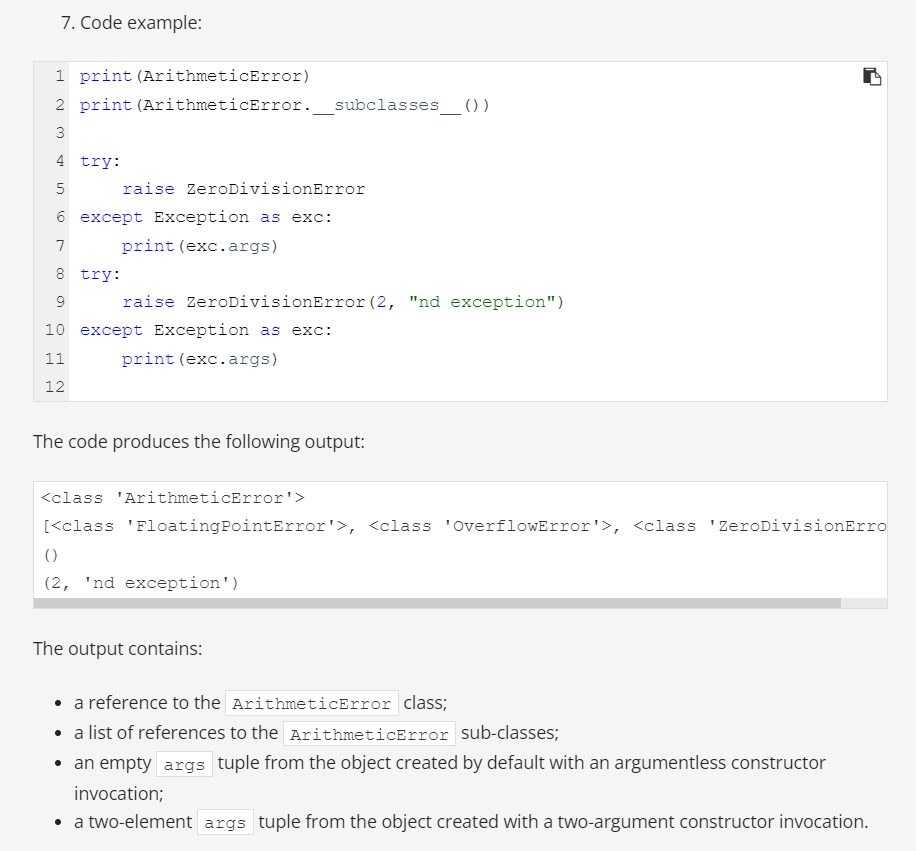 7. Code example:
1 print(ArithmeticError)
2 print(ArithmeticError.__subclasses__())
3
4 try:
5     raise ZeroDivisionError
6 except Exception as exc:
7     print(exc.args)
8 try:
9     raise ZeroDivisionError(2, "nd exception")
10 except Exception as exc:
11     print(exc.args)
12
The code produces the following output:
<class 'ArithmeticError'>
[<class 'FloatingPointError'>, <class 'OverflowError'>, <class 'ZeroDivisionErro
()
(2, 'nd exception')
The output contains:
• a reference to the ArithmeticError class;
• a list of references to the ArithmeticError sub-classes;
• an empty args tuple from the object created by default with an argumentless constructor
invocation;
• a two-element args tuple from the object created with a two-argument constructor invocation.